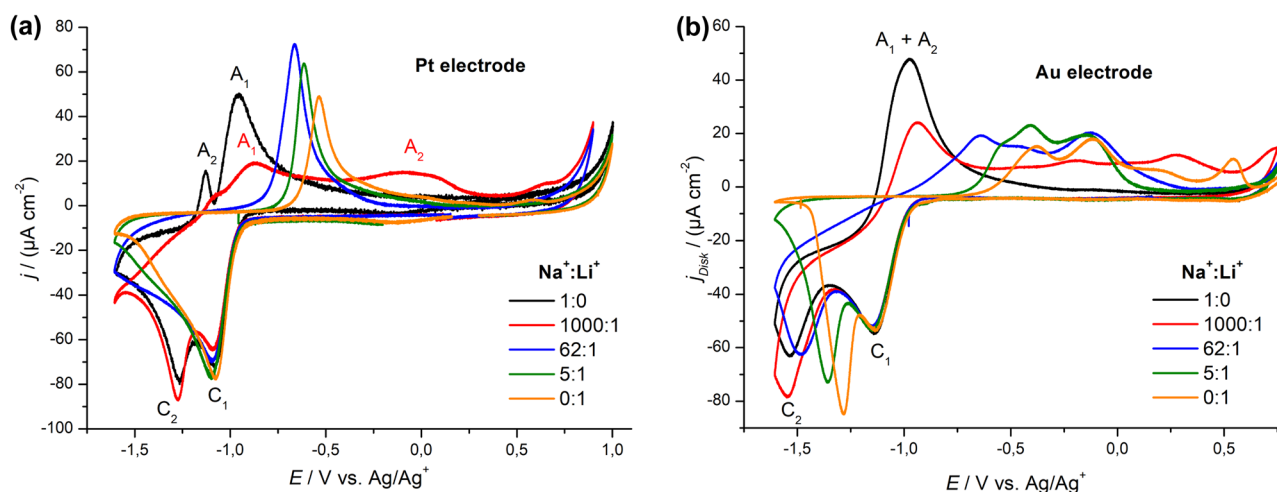 (a)
80
60
40
20
0
-20
-40
-60
-80
-100
j / (µA cm⁻²)
A₁
A₂
A₁
A₂
Pt electrode
C₂
C₁
Na⁺:Li⁺
1:0
1000:1
62:1
5:1
0:1
-1,5
-1,0
-0,5
0,0
0,5
1,0
E / V vs. Ag/Ag⁺
(b)
60
40
20
0
-20
-40
-60
-80
j_Disk / (µA cm⁻²)
A₁ + A₂
Au electrode
C₁
C₂
Na⁺:Li⁺
1:0
1000:1
62:1
5:1
0:1
-1,5
-1,0
-0,5
0,0
0,5
E / V vs. Ag/Ag⁺